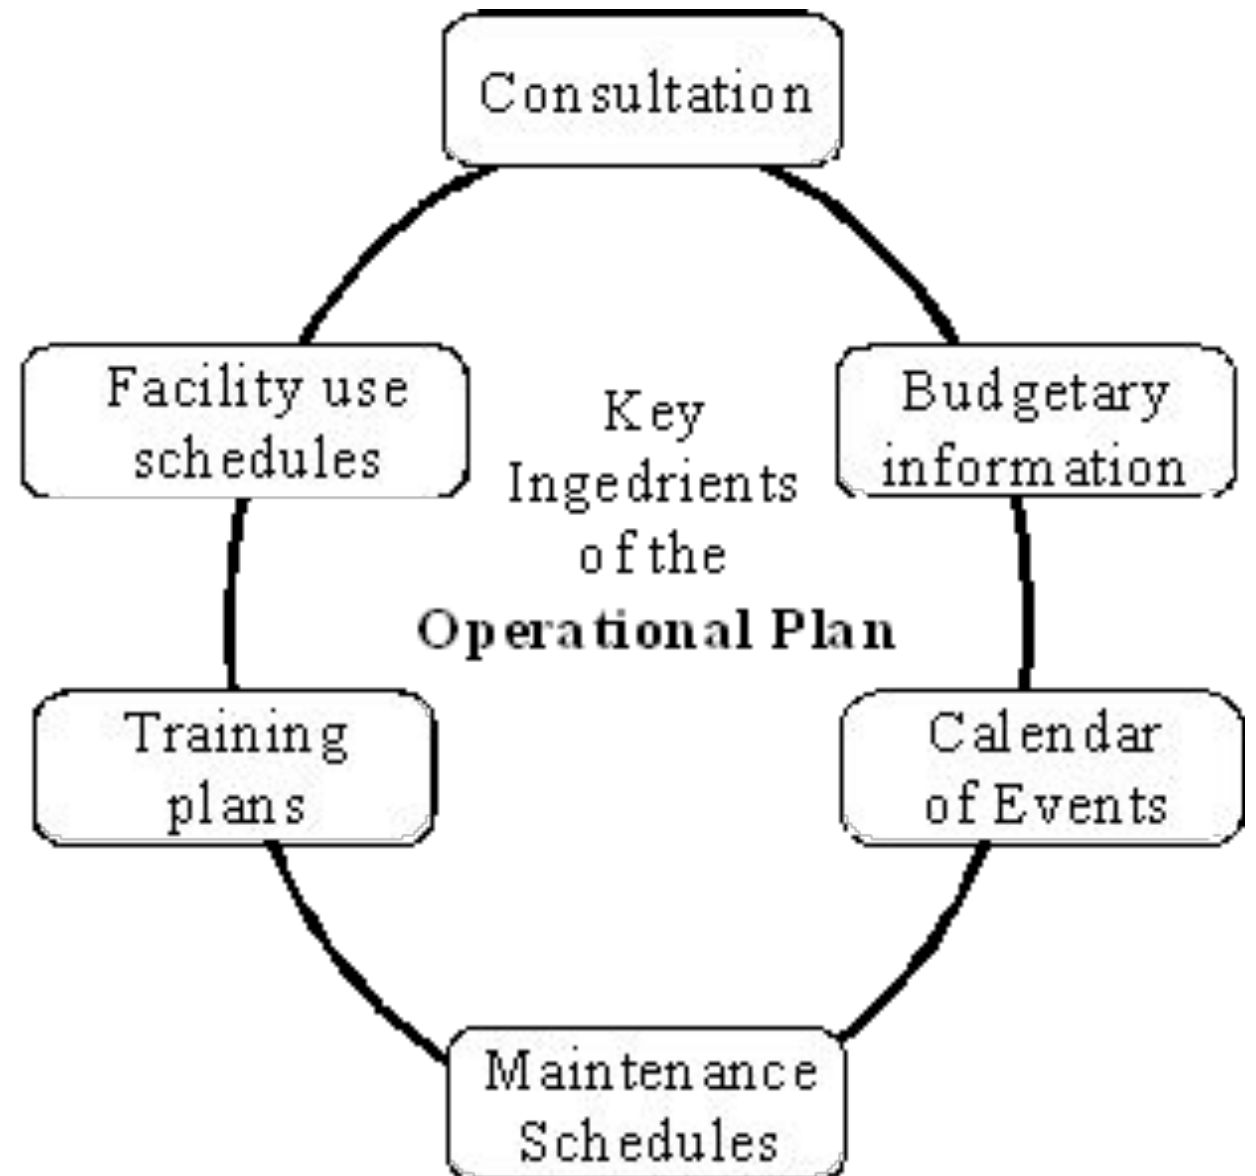 Consultation
Facility use
schedules
Key
Ingedrients
of the
Operational Plan
Budgetary
information
Training
plans
Calendar
of Events
Maintenance
Schedules